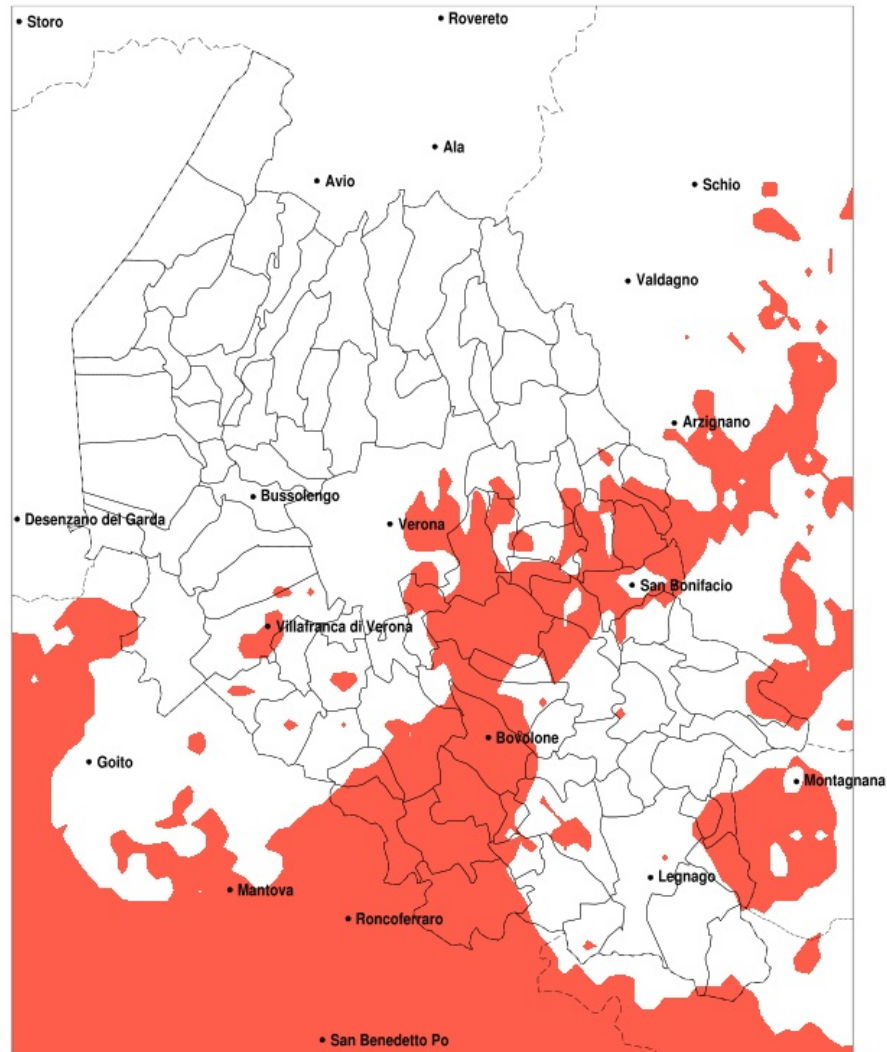 Storo
Rovereto
Ala
Avio
Schio
Valdagno
Arzignano
Bussolengo
Desenzano del Garda
Verona
San Bonifacio
Villafranca di Verona
Bovolone
Goito
Montagnana
Legnago
Mantova
Roncoferraro
San Benedetto Po